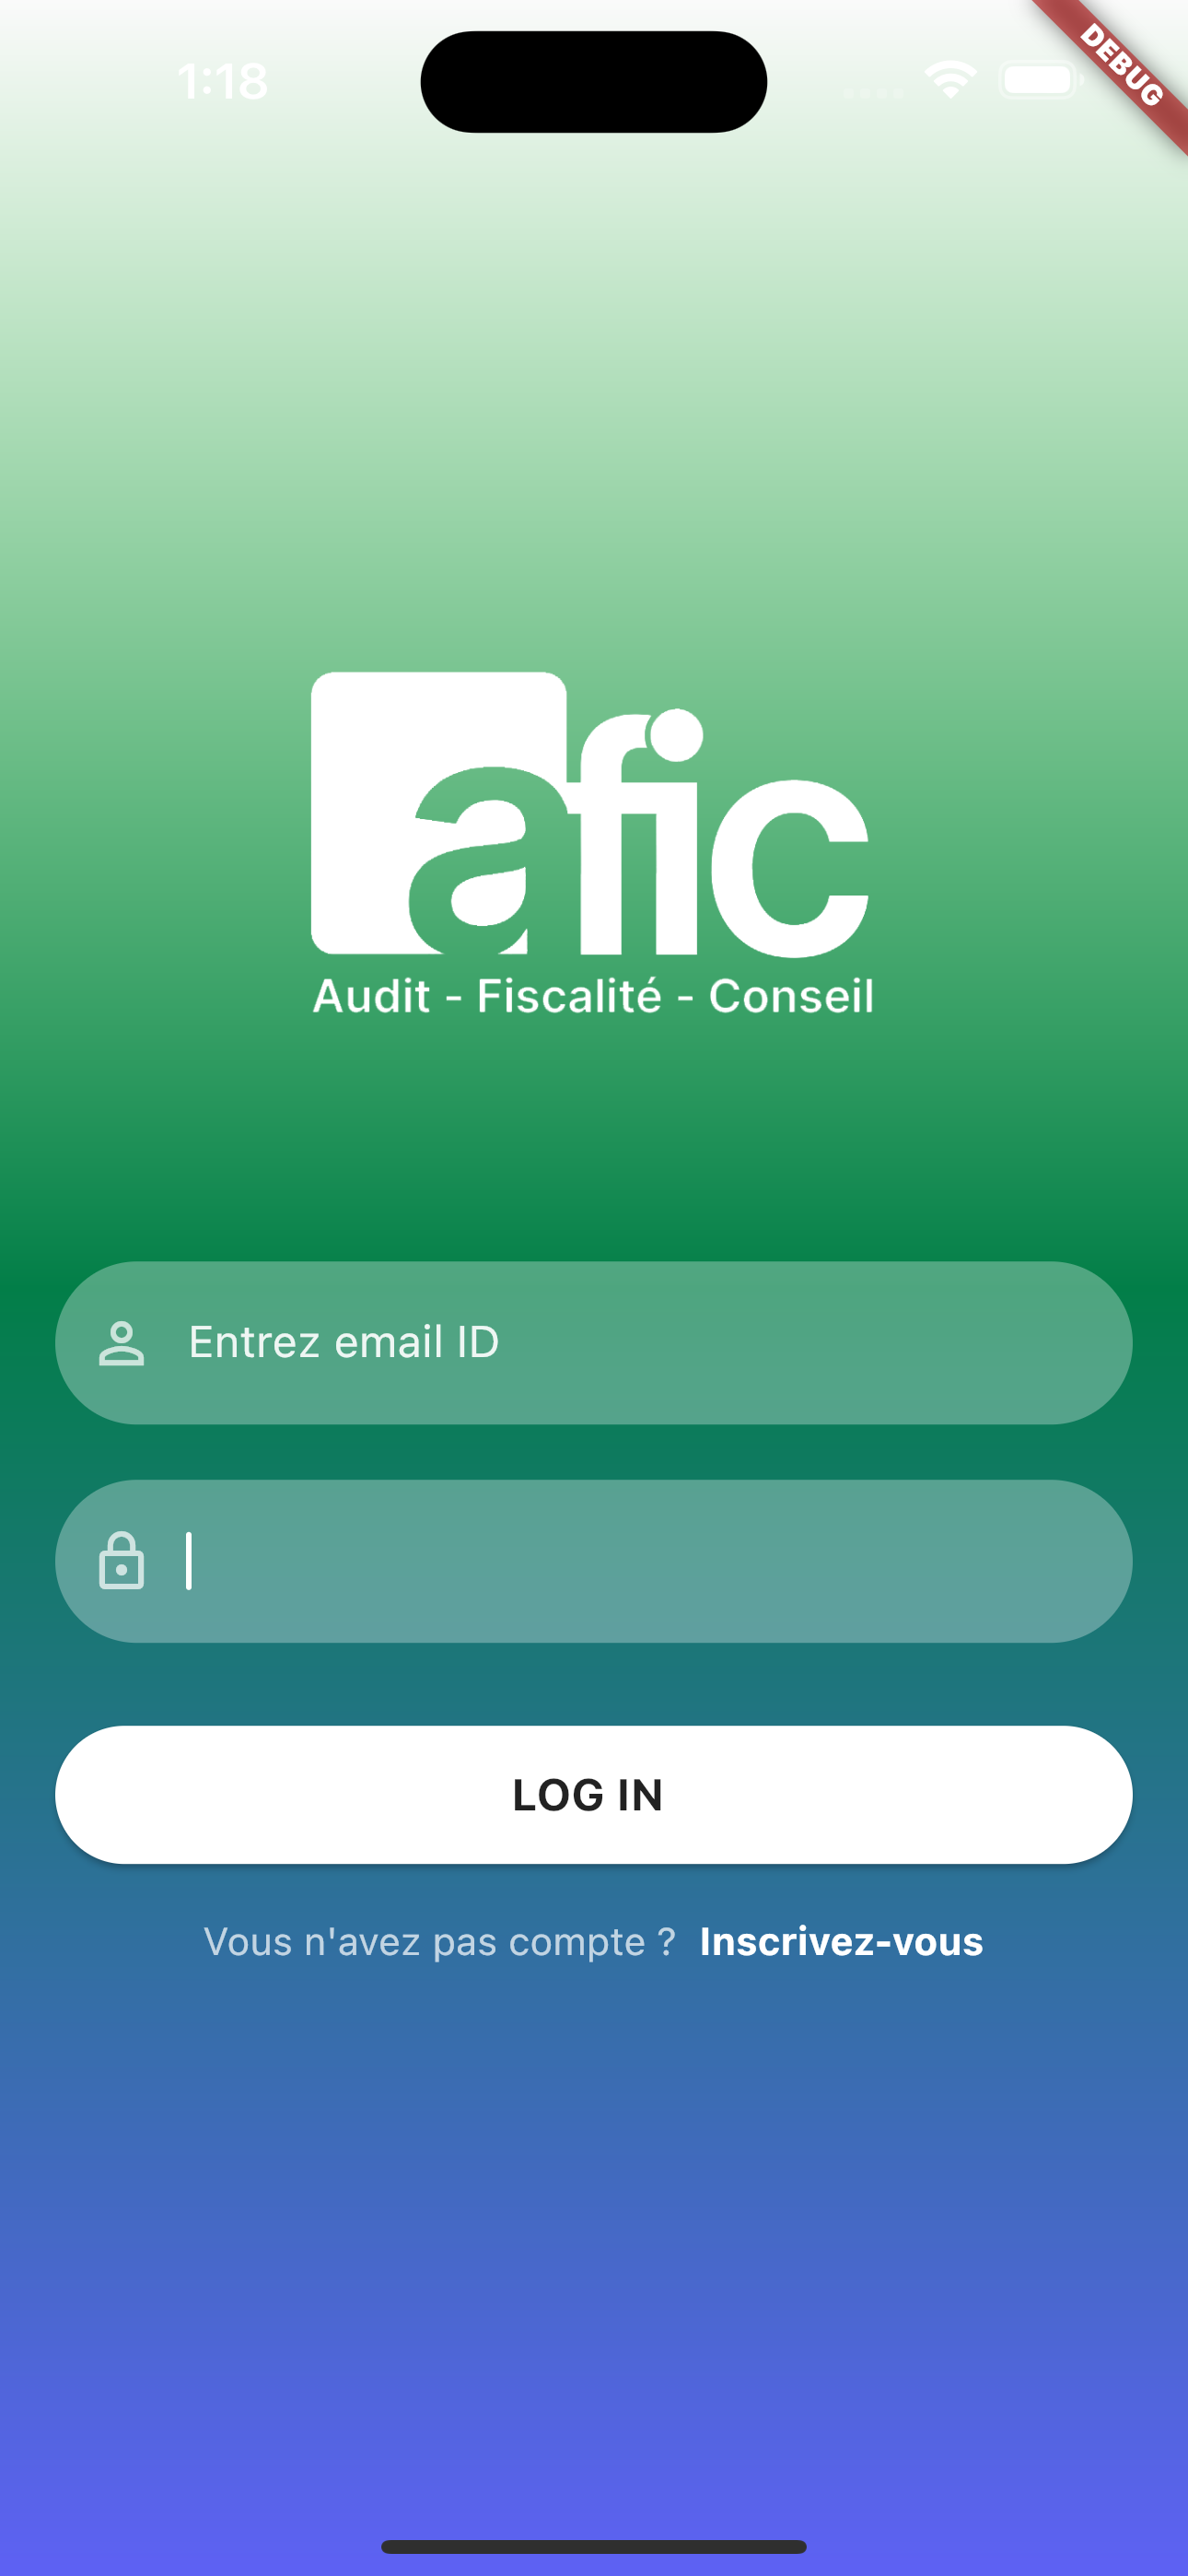 1:18
DEBUG
afic
Audit - Fiscalité - Conseil
Entrez email ID
LOG IN
Vous n'avez pas compte ? Inscrivez-vous